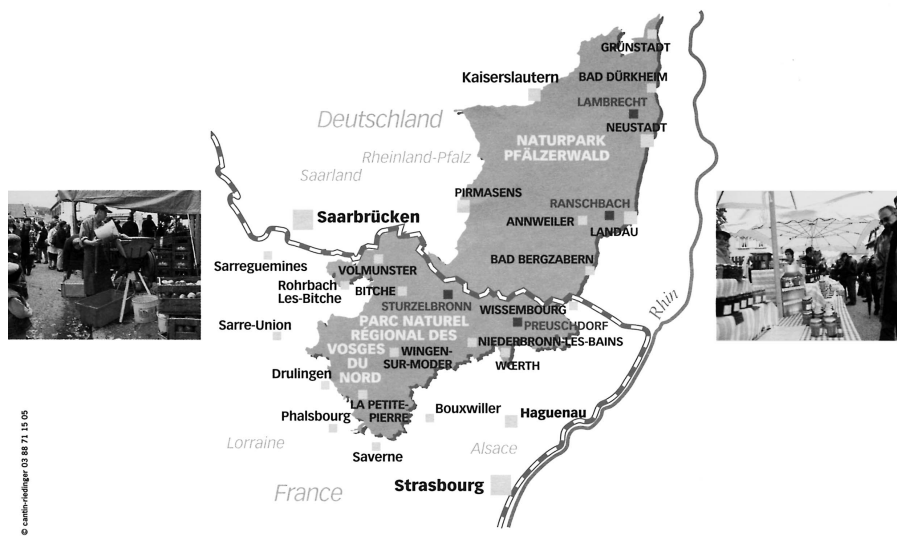 GRÜNSTADT
Kaiserslautern
BAD DÜRKHEIM
LAMBRECHT
Deutschland
NEUSTADT
NATURPARK
PFÄLZERWALD
Rheinland-Pfalz
Saarland
PIRMASENS
RANSCHBACH
Saarbrücken
ANNWEILER
LANDAU
BAD BERGZABERN
Sarreguemines
VOLMUNSTER
Rohrbach
Les-Bitche
BITCHE
STURZELBRONN
WISSEMBOURG
Rhin
Sarre-Union
PARC NATUREL
RÉGIONAL DES
VOSGES
DU
NORD
PREUSCHDORF
NIEDERBRONN-LES-BAINS
WINGEN-
SUR-MODER
WŒRTH
Drulingen
LA PETITE-
PIERRE
Phalsbourg
Bouxwiller
Haguenau
Lorraine
Saverne
Alsace
Strasbourg
France
© cantin-riedinger 03 88 71 15 05